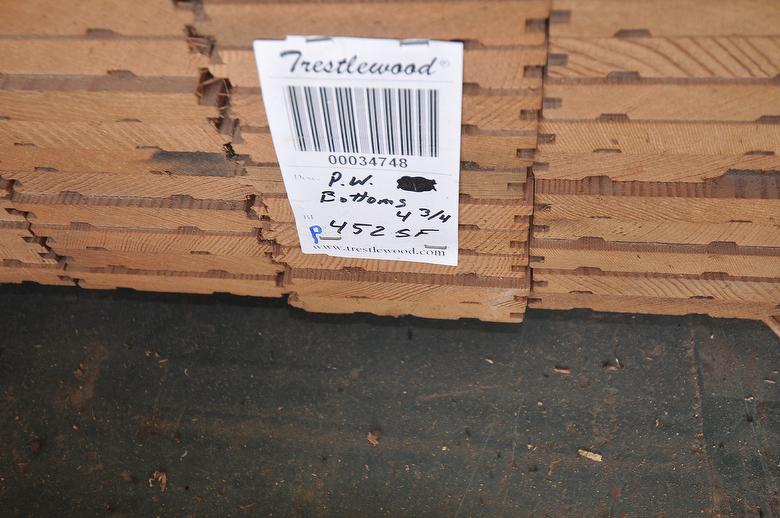 Trestlewood®
00034748
Desc. P.W.
Bottoms
4 3/4
P 452 SF
www.trestlewood.com